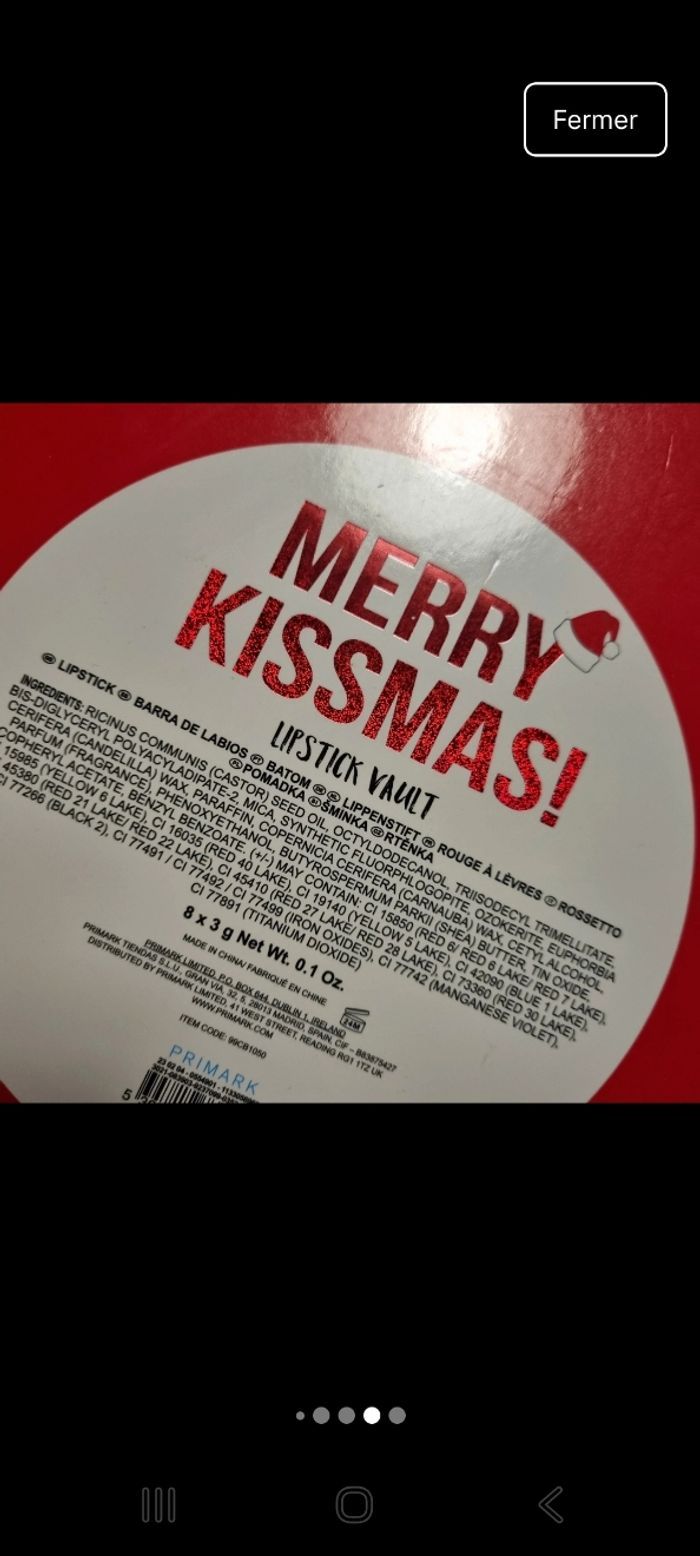 Fermer
MERRY
KISSMAS!
LIPSTICK VAULT
LIPSTICK BARRA DE LABIOS BATOM LIPPENSTIFT ROUGE À LÈVRES ROSSETTO
POMADKA ŠMINKA RTĚNKA
INGREDIENTS: RICINUS COMMUNIS (CASTOR) SEED OIL, OCTYLDODECANOL, TRIISODECYL TRIMELLITATE,
BIS-DIGLYCERYL POLYACYLADIPATE-2, MICA, SYNTHETIC FLUORPHLOGOPITE, OZOKERITE, EUPHORBIA
CERIFERA (CANDELILLA) WAX, PARAFFIN, COPERNICIA CERIFERA (CARNAUBA) WAX, CETYL ALCOHOL,
PARFUM (FRAGRANCE), PHENOXYETHANOL, BUTYROSPERMUM PARKII (SHEA) BUTTER, TIN OXIDE,
COPHERYL ACETATE, BENZYL BENZOATE. (+/-) MAY CONTAIN: CI 15850 (RED 6/ RED 6 LAKE/ RED 7 LAKE),
15985 (YELLOW 6 LAKE), CI 16035 (RED 40 LAKE), CI 19140 (YELLOW 5 LAKE), CI 42090 (BLUE 1 LAKE),
45380 (RED 21 LAKE/ RED 22 LAKE), CI 45410 (RED 27 LAKE/ RED 28 LAKE), CI 73360 (RED 30 LAKE),
CI 77266 (BLACK 2), CI 77491 / CI 77492 / CI 77499 (IRON OXIDES), CI 77742 (MANGANESE VIOLET),
CI 77891 (TITANIUM DIOXIDE)
8 x 3 g Net Wt. 0.1 Oz.
MADE IN CHINA/ FABRIQUÉ EN CHINE
PRIMARK LIMITED, P.O. BOX 644, DUBLIN 1, IRELAND
PRIMARK TIENDAS S.L.U., GRAN VIA, 32, 5, 28013 MADRID, SPAIN, CIF - B83875427
DISTRIBUTED BY PRIMARK LIMITED, 41 WEST STREET, READING RG1 1TZ UK
WWW.PRIMARK.COM
24M
ITEM CODE: 99CB1050
PRIMARK